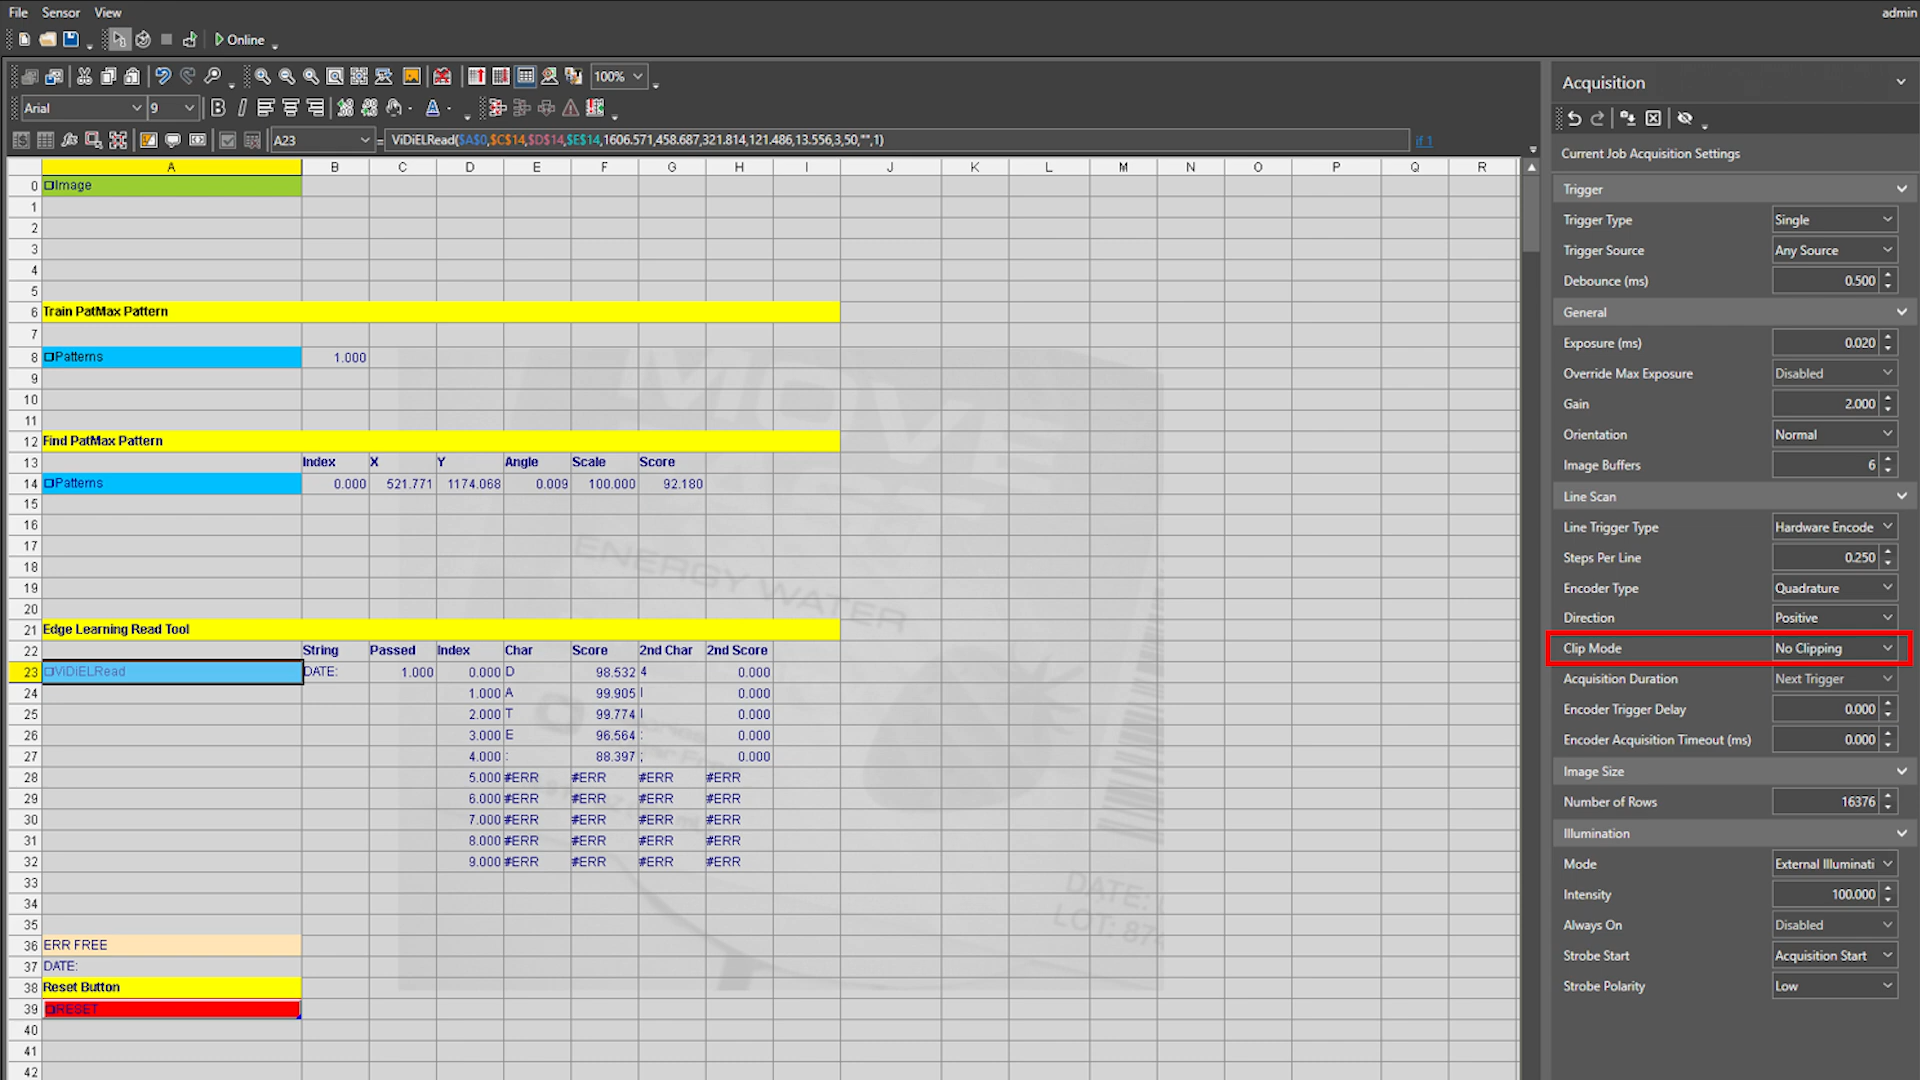 File Sensor View
admin
Online
100%
Arial 9
A23 = ViDiELRead($A$0,$C$14,$D$14,$E$14,1606.571,458.687,321.814,121.486,13.556,3,50,"",1) if 1
A B C D E F G H I J K L M N O P Q R
0 Image
1
2
3
4
5
6 Train PatMax Pattern
7
8 Patterns 1.000
9
10
11
12 Find PatMax Pattern
13 Index X Y Angle Scale Score
14 Patterns 0.000 521.771 1174.068 0.009 100.000 92.180
15
16
17
18
19
20
21 Edge Learning Read Tool
22 String Passed Index Char Score 2nd Char 2nd Score
23 ViDiELRead DATE: 1.000 0.000 D 98.532 4 0.000
24 1.000 A 99.905 I 0.000
25 2.000 T 99.774 I 0.000
26 3.000 E 96.564 : 0.000
27 4.000 : 88.397 ; 0.000
28 5.000 #ERR #ERR #ERR #ERR
29 6.000 #ERR #ERR #ERR #ERR
30 7.000 #ERR #ERR #ERR #ERR
31 8.000 #ERR #ERR #ERR #ERR
32 9.000 #ERR #ERR #ERR #ERR
33
34
35
36 ERR FREE
37 DATE:
38 Reset Button
39 RESET
40
41
42
MOVE
ENERGY WATER
DATE:
LOT: 874
Acquisition
Current Job Acquisition Settings
Trigger
Trigger Type Single
Trigger Source Any Source
Debounce (ms) 0.500
General
Exposure (ms) 0.020
Override Max Exposure Disabled
Gain 2.000
Orientation Normal
Image Buffers 6
Line Scan
Line Trigger Type Hardware Encode
Steps Per Line 0.250
Encoder Type Quadrature
Direction Positive
Clip Mode No Clipping
Acquisition Duration Next Trigger
Encoder Trigger Delay 0.000
Encoder Acquisition Timeout (ms) 0.000
Image Size
Number of Rows 16376
Illumination
Mode External Illuminati
Intensity 100.000
Always On Disabled
Strobe Start Acquisition Start
Strobe Polarity Low